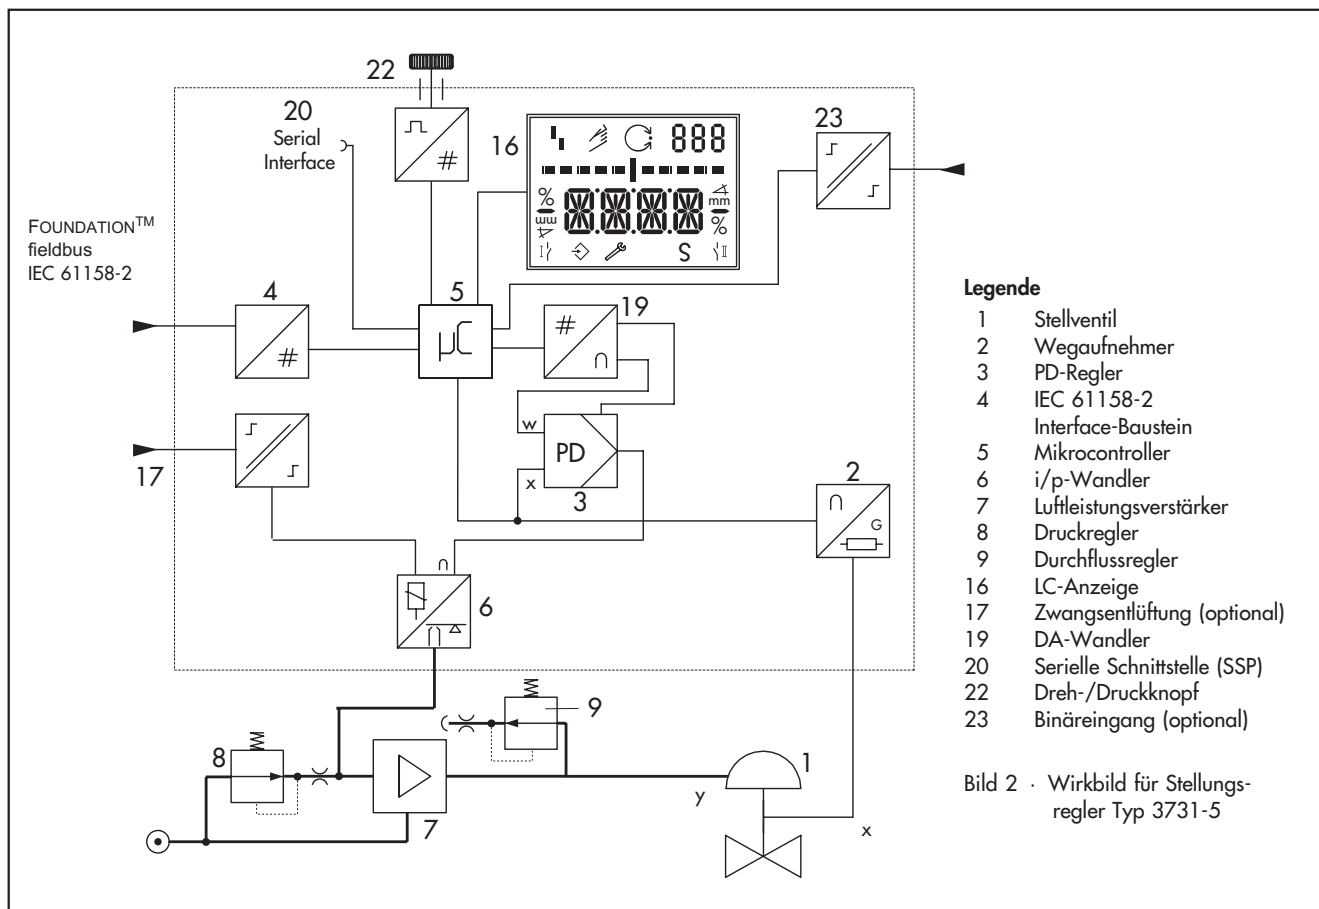 22
20
Serial
Interface
16
888
%
mm
mm
%
S
I
II
23
FOUNDATION™
fieldbus
IEC 61158-2
4
#
#
5
µC
19
#
∩
17
w
PD
x
3
2
∩
G
∩
6
8
7
9
1
y
x
Legende
1 Stellventil
2 Wegaufnehmer
3 PD-Regler
4 IEC 61158-2
Interface-Baustein
5 Mikrocontroller
6 i/p-Wandler
7 Luftleistungsverstärker
8 Druckregler
9 Durchflussregler
16 LC-Anzeige
17 Zwangsentlüftung (optional)
19 DA-Wandler
20 Serielle Schnittstelle (SSP)
22 Dreh-/Druckknopf
23 Binäreingang (optional)
Bild 2 · Wirkbild für Stellungs-
regler Typ 3731-5